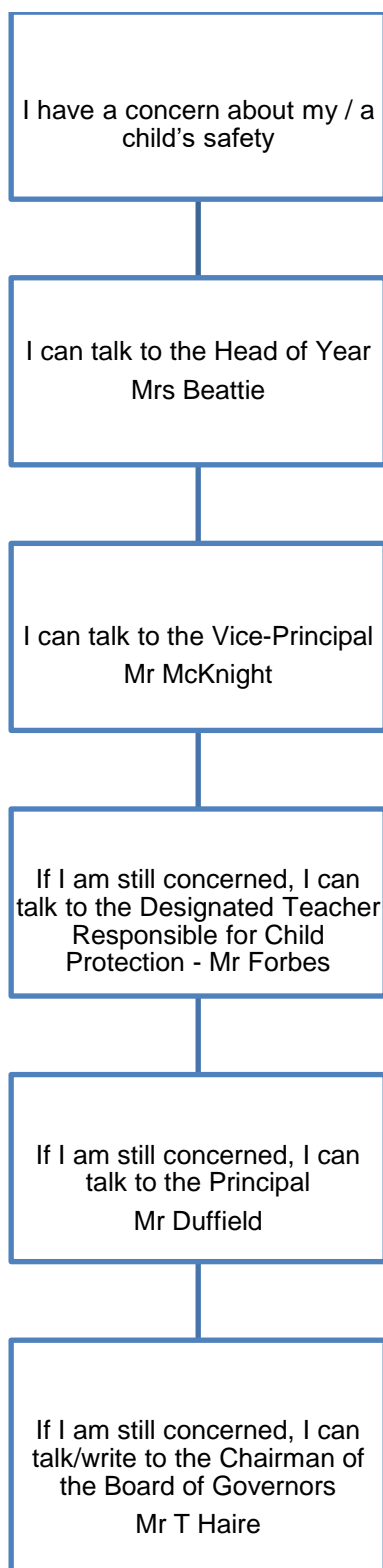 I have a concern about my / a
child’s safety
I can talk to the Head of Year
Mrs Beattie
I can talk to the Vice-Principal
Mr McKnight
If I am still concerned, I can
talk to the Designated Teacher
Responsible for Child
Protection - Mr Forbes
If I am still concerned, I can
talk to the Principal
Mr Duffield
If I am still concerned, I can
talk/write to the Chairman of
the Board of Governors
Mr T Haire